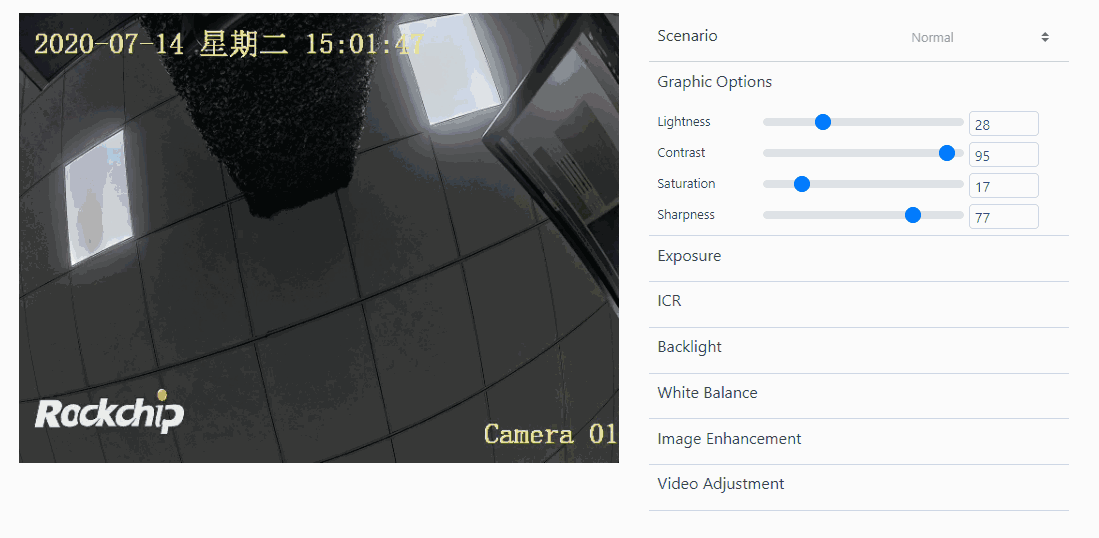 2020-07-14 星期二 15:01:47
Rockchip
Camera 01
Scenario
Normal
Graphic Options
Lightness 28
Contrast 95
Saturation 17
Sharpness 77
Exposure
ICR
Backlight
White Balance
Image Enhancement
Video Adjustment